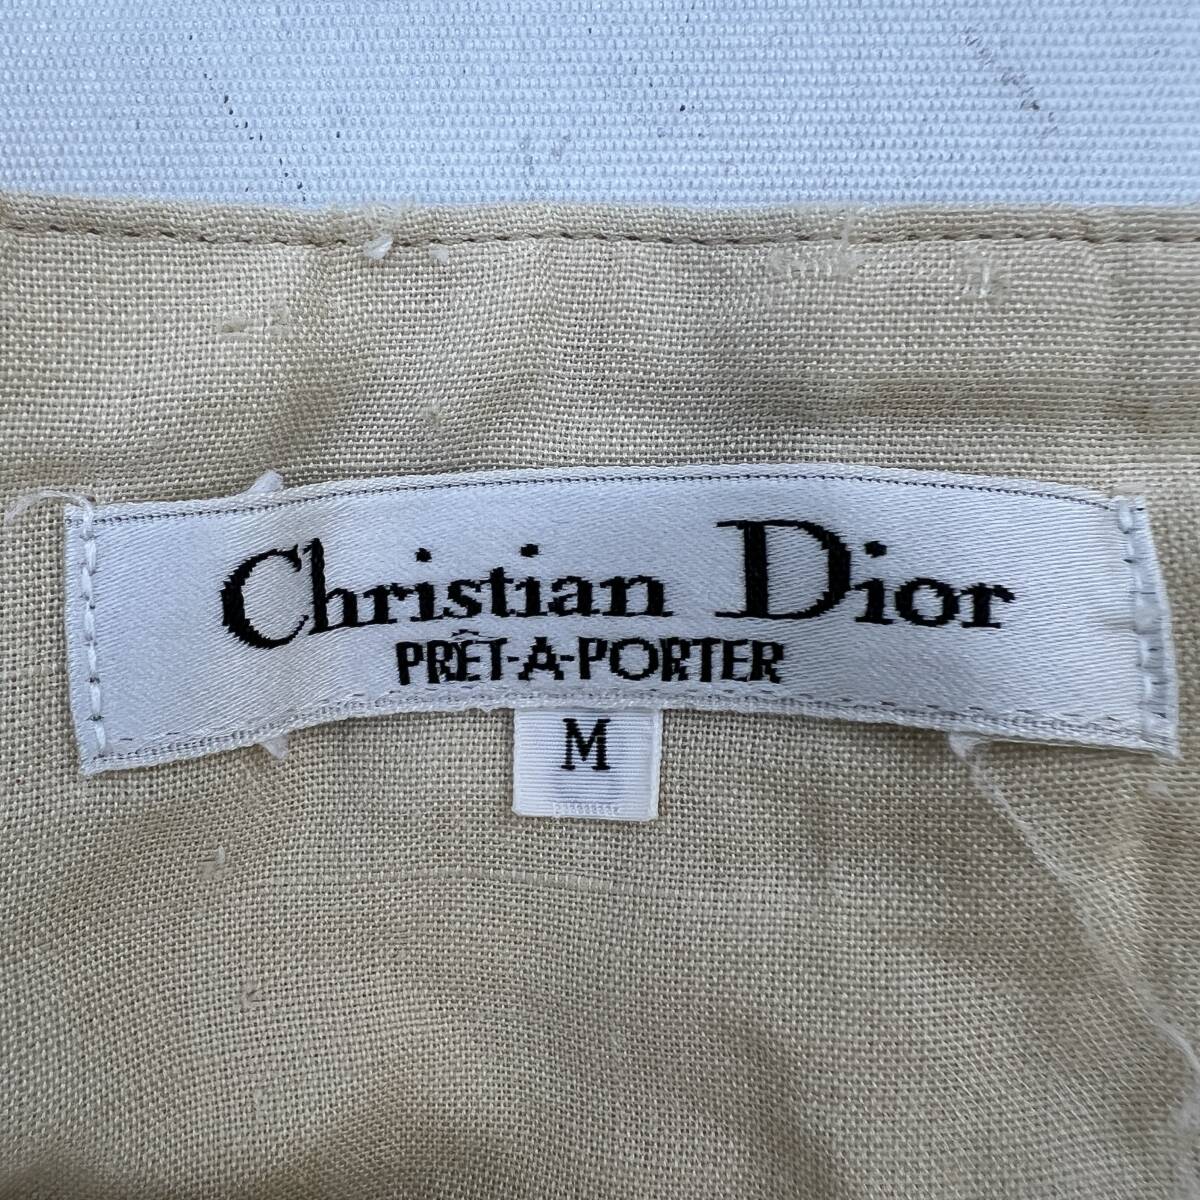 Christian Dior
PRÊT-À-PORTER
M